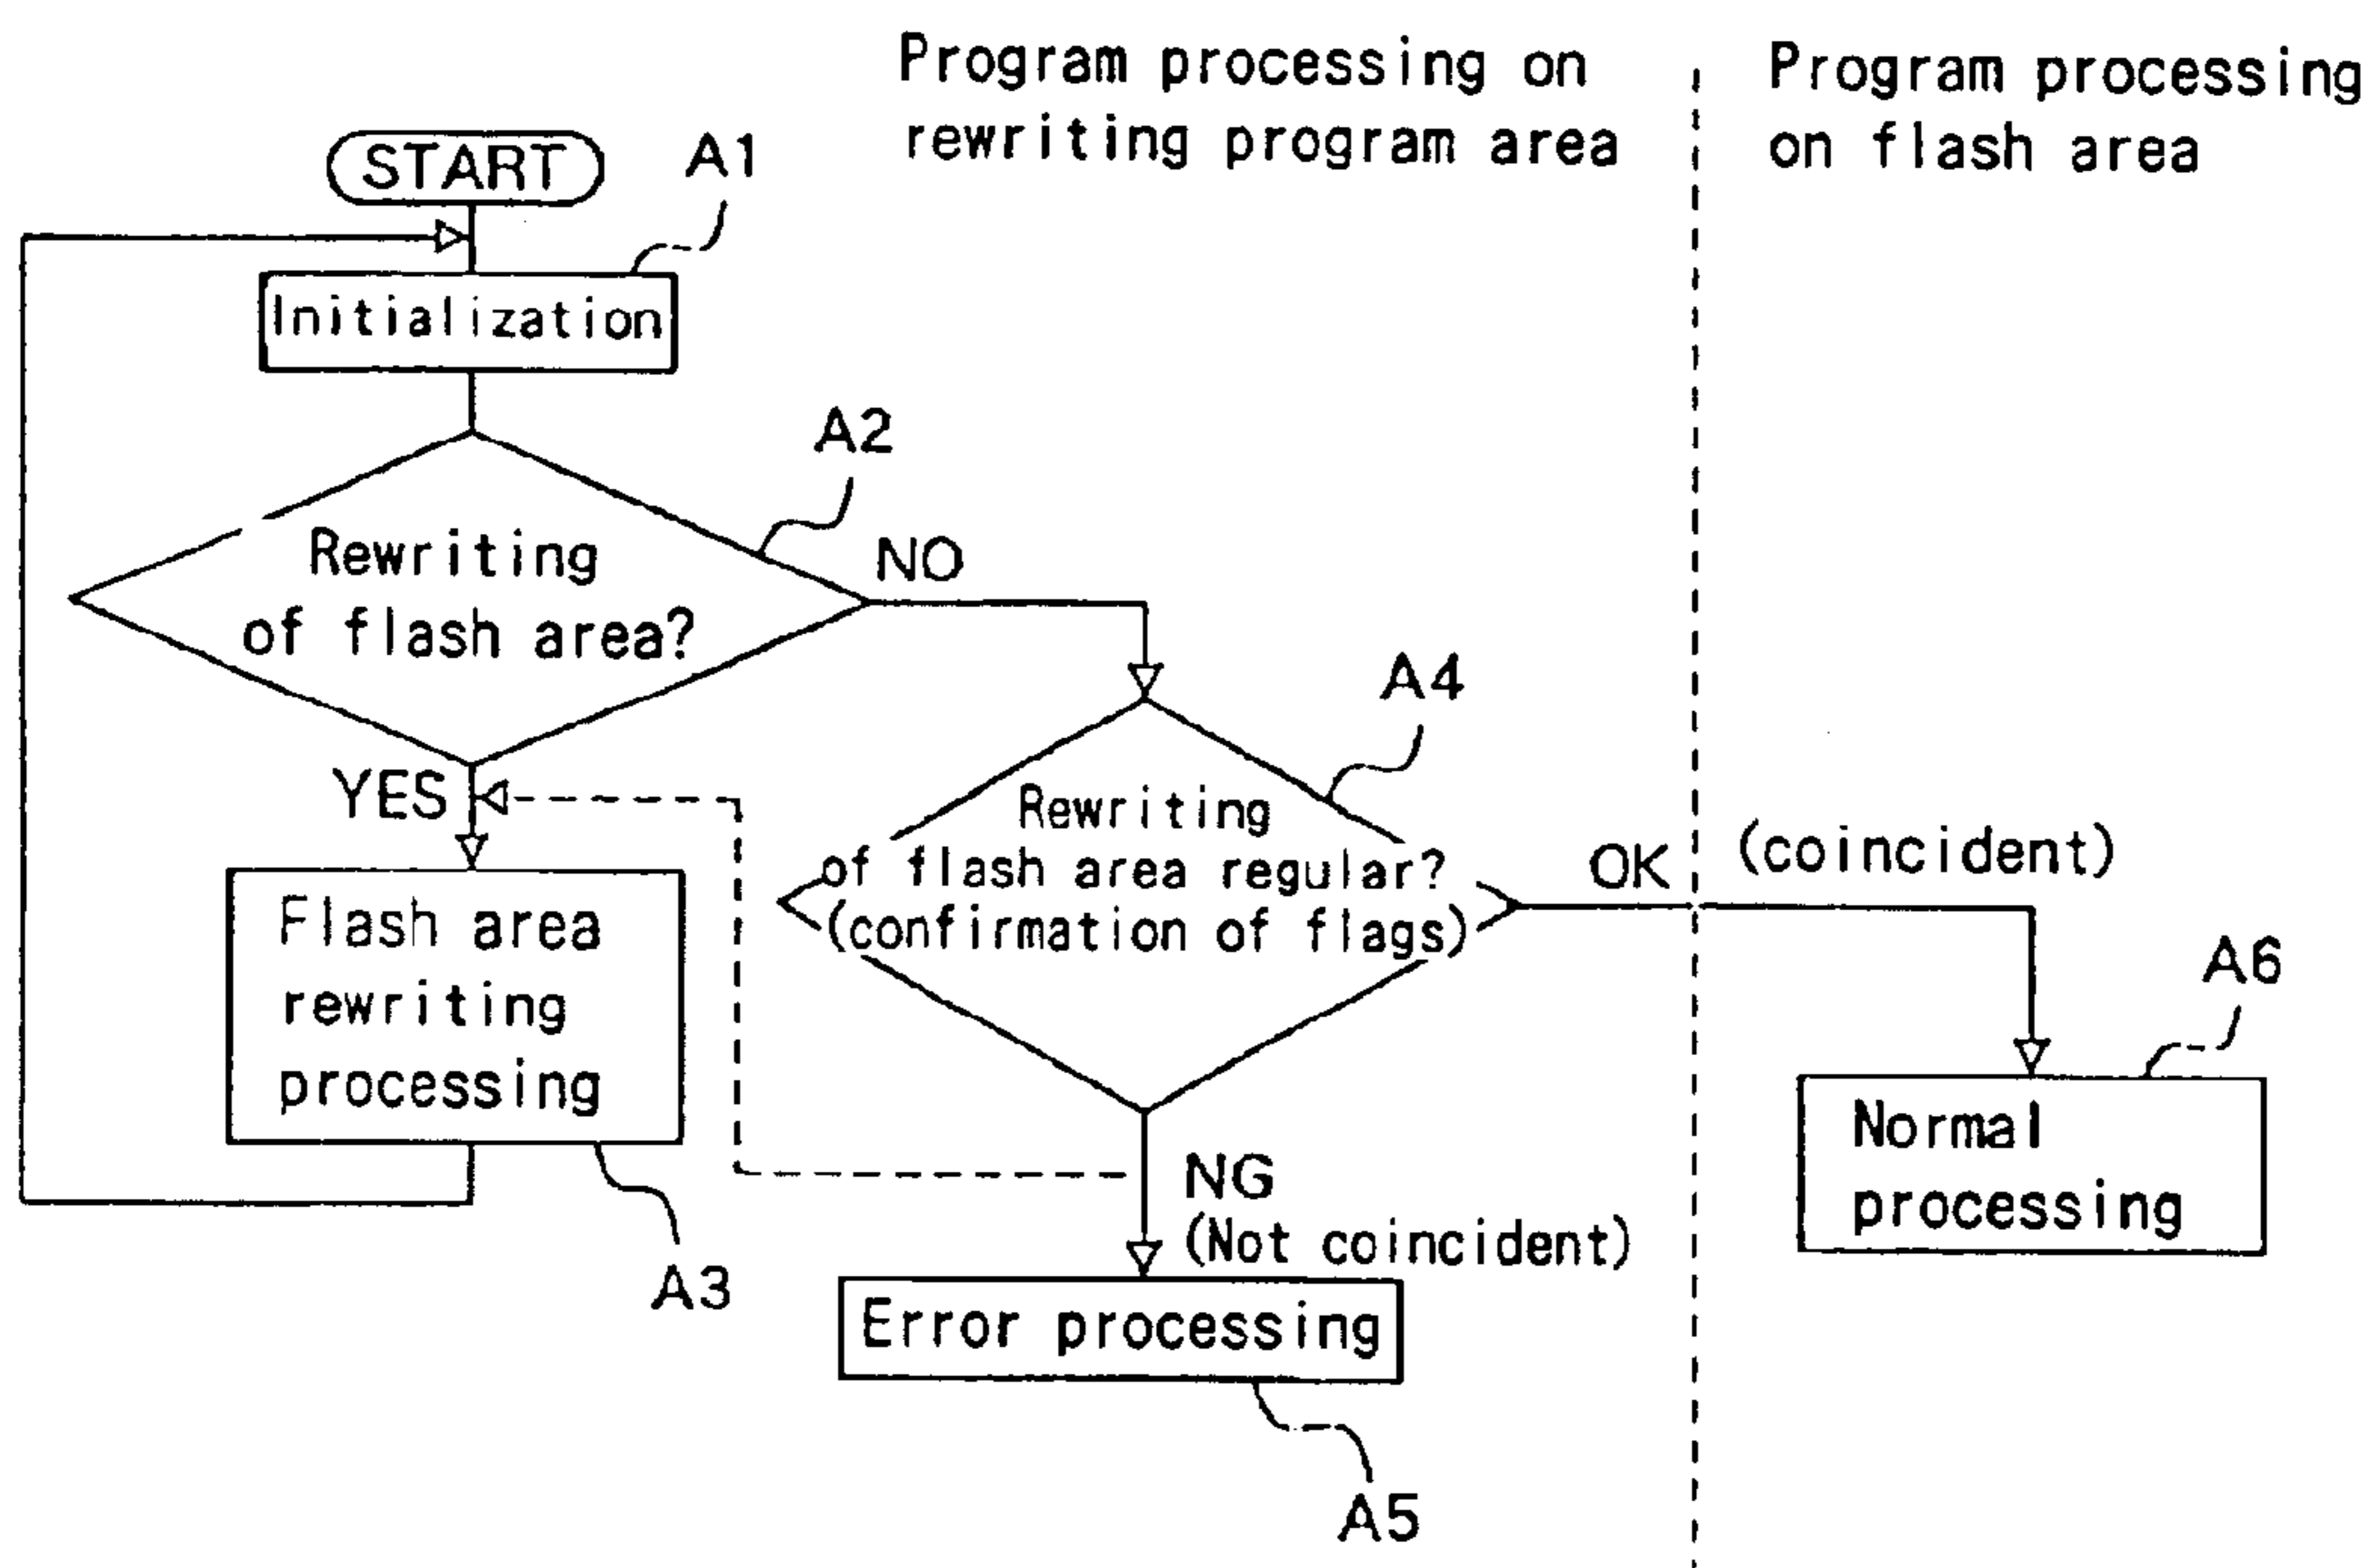 Program processing on
rewriting program area
Program processing
on flash area
START
A1
Initialization
A2
Rewriting
of flash area?
NO
YES
A4
Rewriting
of flash area regular?
(confirmation of flags)
OK
(coincident)
A6
Flash area
rewriting
processing
A3
NG
(Not coincident)
Normal
processing
Error processing
A5